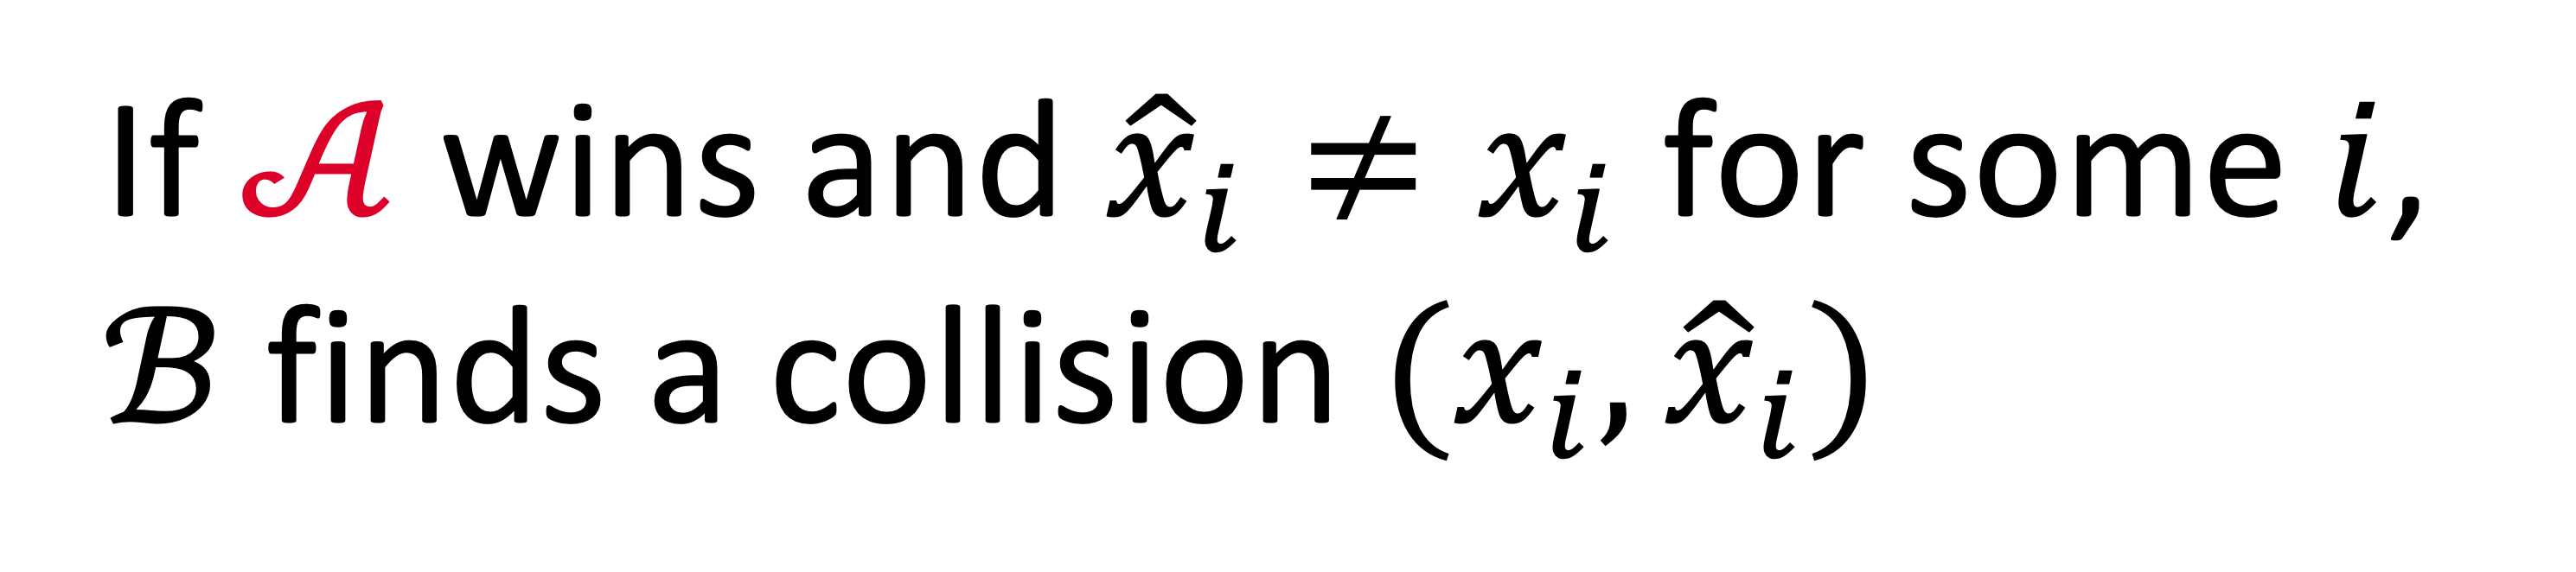 If 𝒜 wins and x̂ᵢ ≠ xᵢ for some i,
ℬ finds a collision (xᵢ, x̂ᵢ)